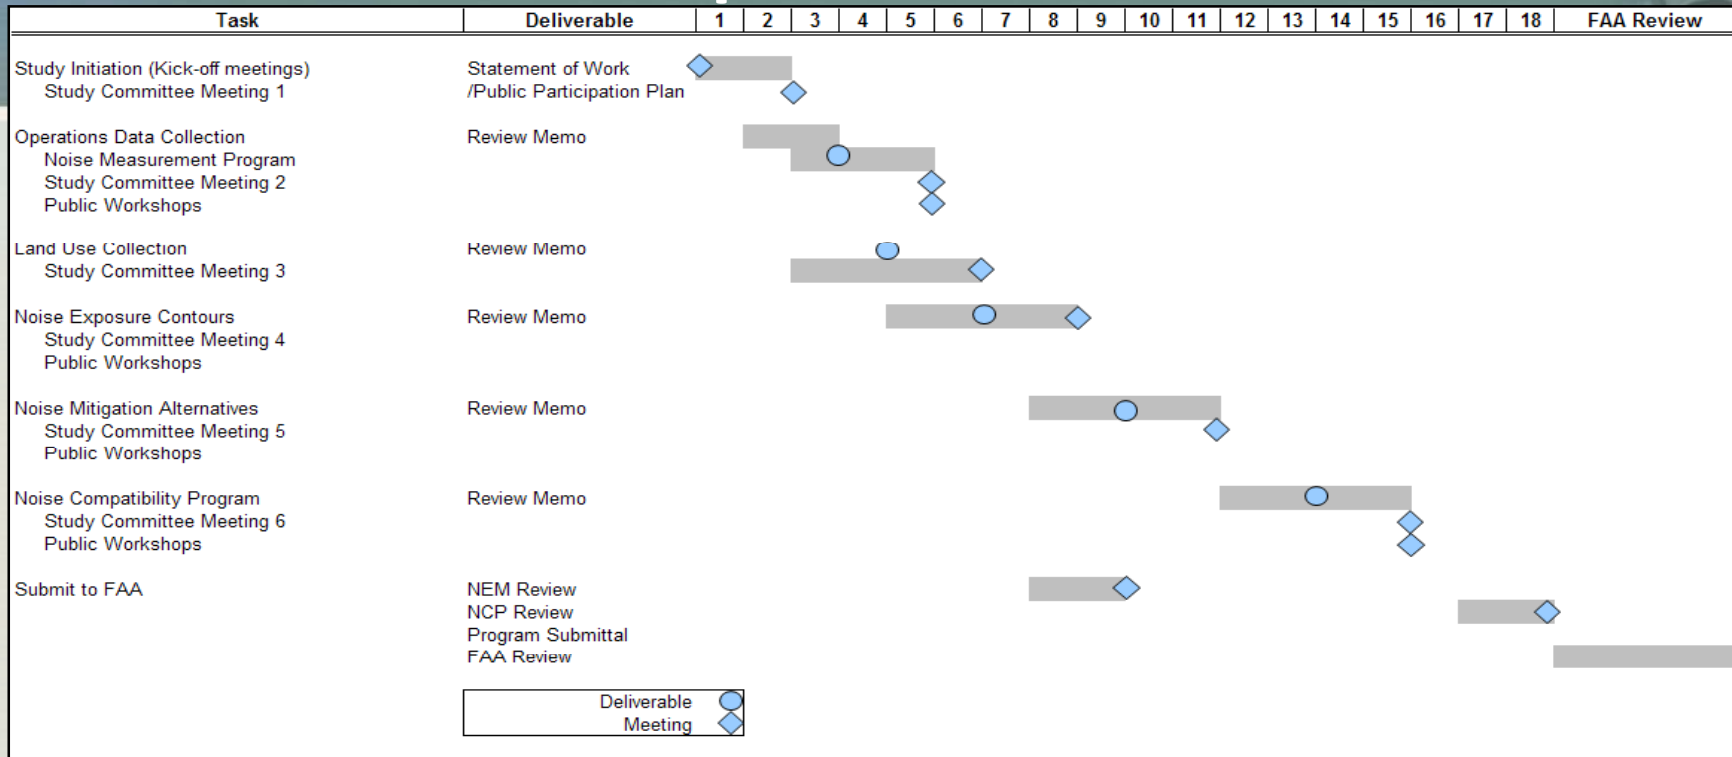 Task Deliverable 1 2 3 4 5 6 7 8 9 10 11 12 13 14 15 16 17 18 FAA Review
Study Initiation (Kick-off meetings) Statement of Work
Study Committee Meeting 1 /Public Participation Plan
Operations Data Collection Review Memo
Noise Measurement Program
Study Committee Meeting 2
Public Workshops
Land Use Collection Review Memo
Study Committee Meeting 3
Noise Exposure Contours Review Memo
Study Committee Meeting 4
Public Workshops
Noise Mitigation Alternatives Review Memo
Study Committee Meeting 5
Public Workshops
Noise Compatibility Program Review Memo
Study Committee Meeting 6
Public Workshops
Submit to FAA NEM Review
NCP Review
Program Submittal
FAA Review
Deliverable
Meeting